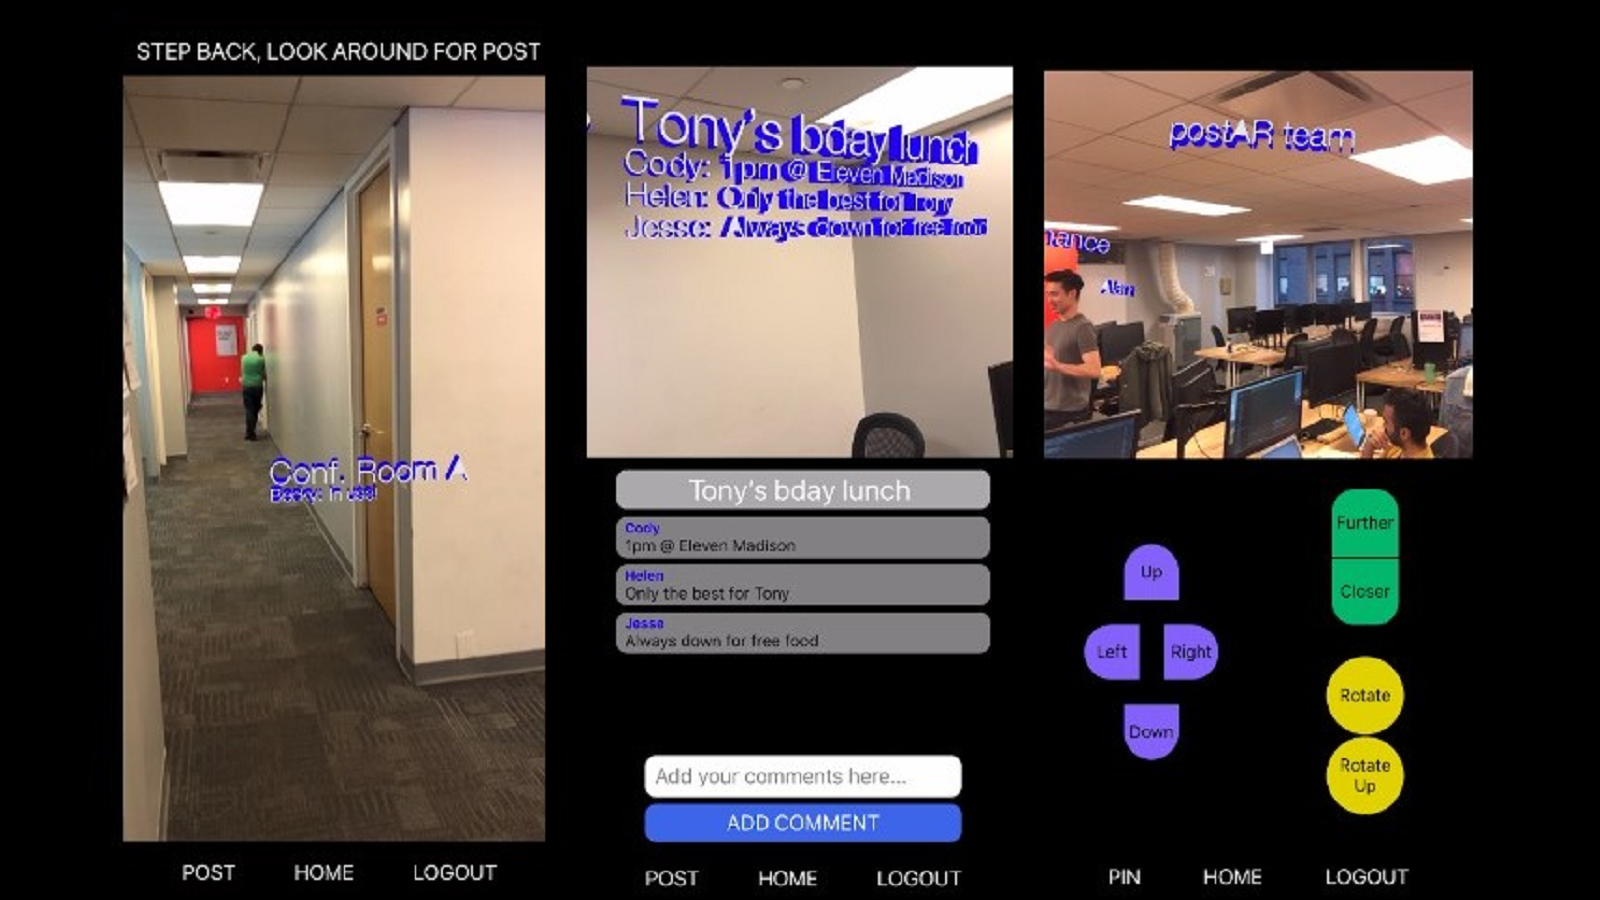 STEP BACK, LOOK AROUND FOR POST
Conf. Room A
Becky: in use!
POST HOME LOGOUT
Tony's bday lunch
Cody: 1pm @ Eleven Madison
Helen: Only the best for Tony
Jesse: Always down for free food
Tony's bday lunch
Cody
1pm @ Eleven Madison
Helen
Only the best for Tony
Jesse
Always down for free food
Add your comments here...
ADD COMMENT
POST HOME LOGOUT
postAR team
Alan
Further
Closer
Up
Left Right
Down
Rotate
Rotate
Up
PIN HOME LOGOUT